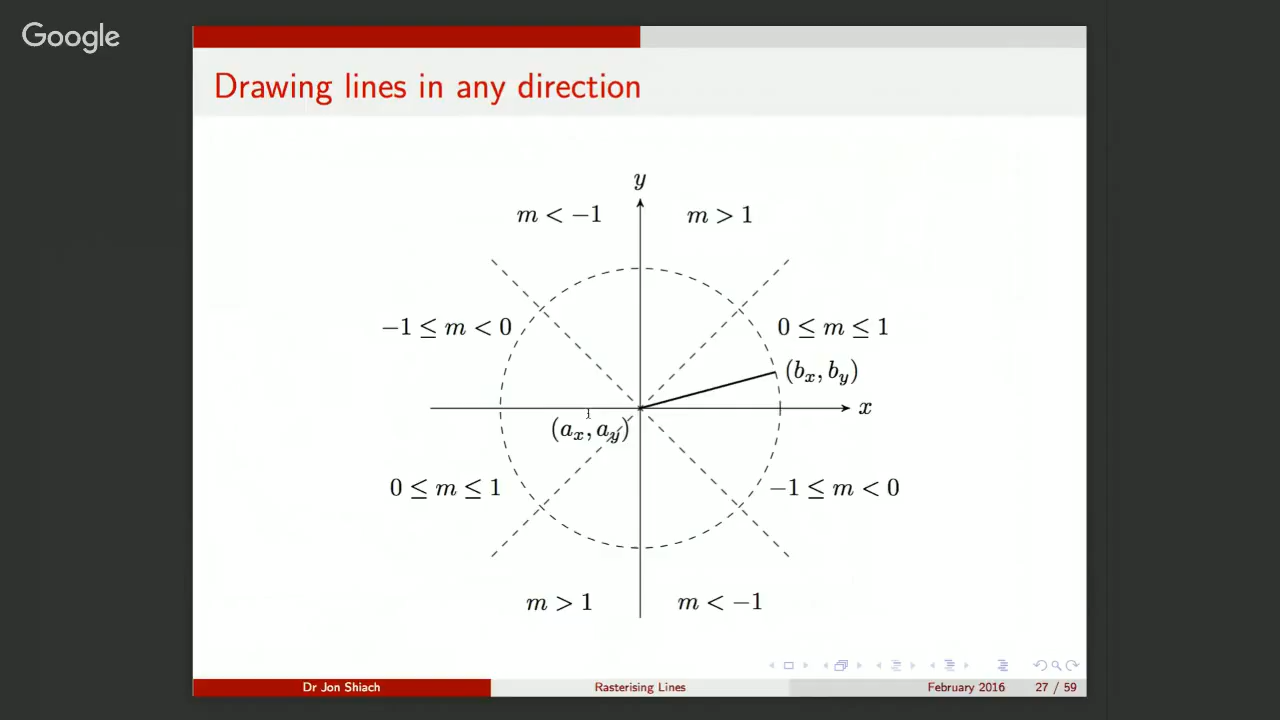 Google
Drawing lines in any direction
y
m < −1
m > 1
−1 ≤ m < 0
0 ≤ m ≤ 1
(bx, by)
x
(ax, ay)
0 ≤ m ≤ 1
−1 ≤ m < 0
m > 1
m < −1
Dr Jon Shiach
Rasterising Lines
February 2016
27 / 59